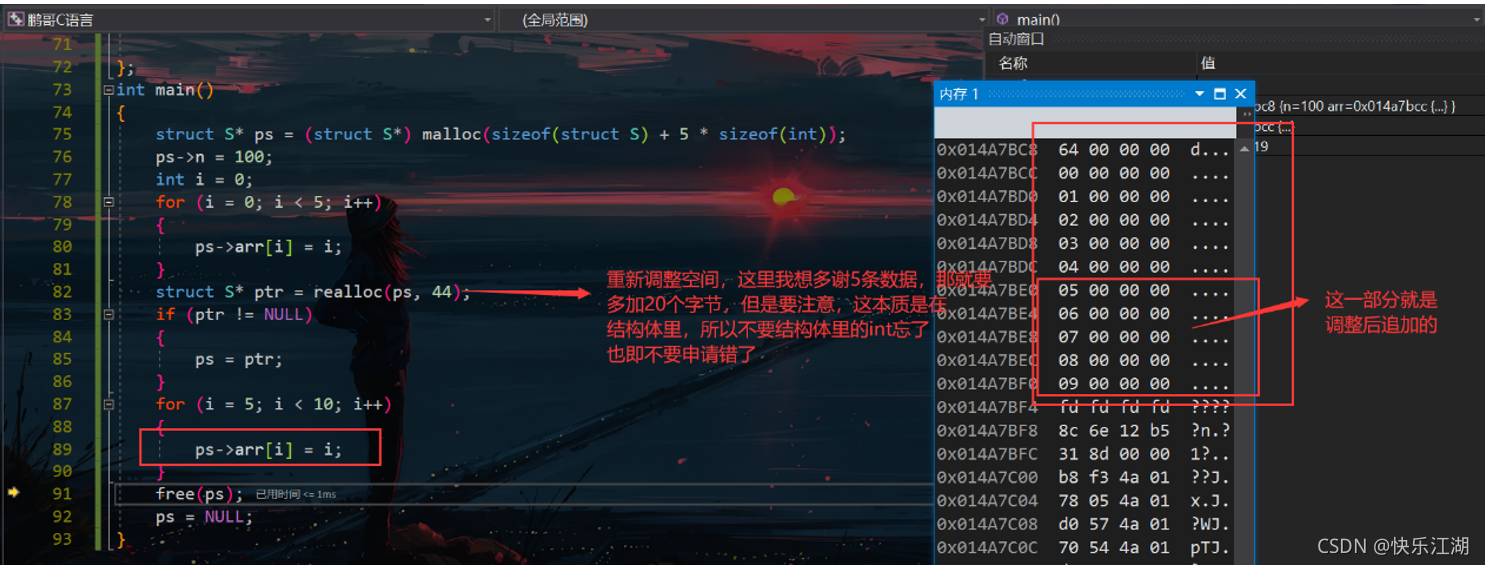 鹏哥C语言
(全局范围)
main()
71
72 };
73 int main()
74 {
75 struct S* ps = (struct S*) malloc(sizeof(struct S) + 5 * sizeof(int));
76 ps->n = 100;
77 int i = 0;
78 for (i = 0; i < 5; i++)
79 {
80 ps->arr[i] = i;
81 }
82 struct S* ptr = realloc(ps, 44);
83 if (ptr != NULL)
84 {
85 ps = ptr;
86 }
87 for (i = 5; i < 10; i++)
88 {
89 ps->arr[i] = i;
90 }
91 free(ps); 已用时间 <= 1ms
92 ps = NULL;
93 }
重新调整空间，这里我想多谢5条数据，那就要
多加20个字节，但是要注意，这本质是在
结构体里，所以不要结构体里的int忘了
也即不要申请错了
自动窗口
名称 值
bc8 {n=100 arr=0x014a7bcc {...} }
bcc {...}
19
内存 1
0x014A7BC8 64 00 00 00 d...
0x014A7BCC 00 00 00 00 ....
0x014A7BD0 01 00 00 00 ....
0x014A7BD4 02 00 00 00 ....
0x014A7BD8 03 00 00 00 ....
0x014A7BDC 04 00 00 00 ....
0x014A7BE0 05 00 00 00 ....
0x014A7BE4 06 00 00 00 ....
0x014A7BE8 07 00 00 00 ....
0x014A7BEC 08 00 00 00 ....
0x014A7BF0 09 00 00 00 ....
0x014A7BF4 fd fd fd fd ????
0x014A7BF8 8c 6e 12 b5 ?n.?
0x014A7BFC 31 8d 00 00 1?..
0x014A7C00 b8 f3 4a 01 ??J.
0x014A7C04 78 05 4a 01 x.J.
0x014A7C08 d0 57 4a 01 ?WJ.
0x014A7C0C 70 54 4a 01 pTJ.
这一部分就是
调整后追加的
CSDN @快乐江湖